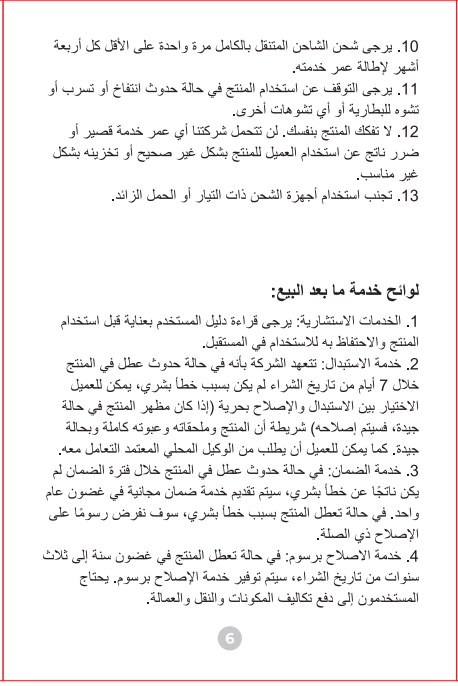 10. يرجى شحن الشاحن المتنقل بالكامل مرة واحدة على الأقل كل أربعة
أشهر لإطالة عمر خدمته.
11. يرجى التوقف عن استخدام المنتج في حالة حدوث انتفاخ أو تسرب أو
تشوه للبطارية أو أي تشوهات أخرى.
12. لا تفكك المنتج بنفسك. لن تتحمل شركتنا أي عمر خدمة قصير أو
ضرر ناتج عن استخدام العميل للمنتج بشكل غير صحيح أو تخزينه بشكل
غير مناسب.
13. تجنب استخدام أجهزة الشحن ذات التيار أو الحمل الزائد.
لوائح خدمة ما بعد البيع:
1. الخدمات الاستشارية: يرجى قراءة دليل المستخدم بعناية قبل استخدام
المنتج والاحتفاظ به للاستخدام في المستقبل.
2. خدمة الاستبدال: تتعهد الشركة بأنه في حالة حدوث عطل في المنتج
خلال 7 أيام من تاريخ الشراء لم يكن بسبب خطأ بشري، يمكن للعميل
الاختيار بين الاستبدال والإصلاح بحرية (إذا كان مظهر المنتج في حالة
جيدة، فسيتم إصلاحه) شريطة أن المنتج وملحقاته وعبوته كاملة وبحالة
جيدة. كما يمكن للعميل أن يطلب من الوكيل المحلي المعتمد التعامل معه.
3. خدمة الضمان: في حالة حدوث عطل في المنتج خلال فترة الضمان لم
يكن ناتجًا عن خطأ بشري، سيتم تقديم خدمة ضمان مجانية في غضون عام
واحد. في حالة تعطل المنتج بسبب خطأ بشري، سوف نفرض رسومًا على
الإصلاح ذي الصلة.
4. خدمة الاصلاح برسوم: في حالة تعطل المنتج في غضون سنة إلى ثلاث
سنوات من تاريخ الشراء، سيتم توفير خدمة الإصلاح برسوم. يحتاج
المستخدمون إلى دفع تكاليف المكونات والنقل والعمالة.
6